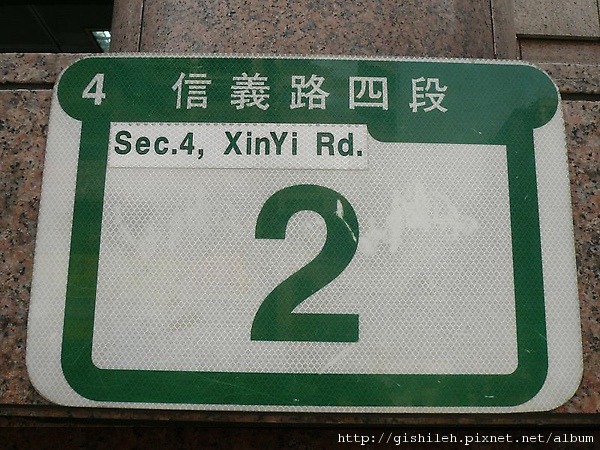 4 信義路四段
Sec.4, XinYi Rd.
2
http://gishileh.pixnet.net/album